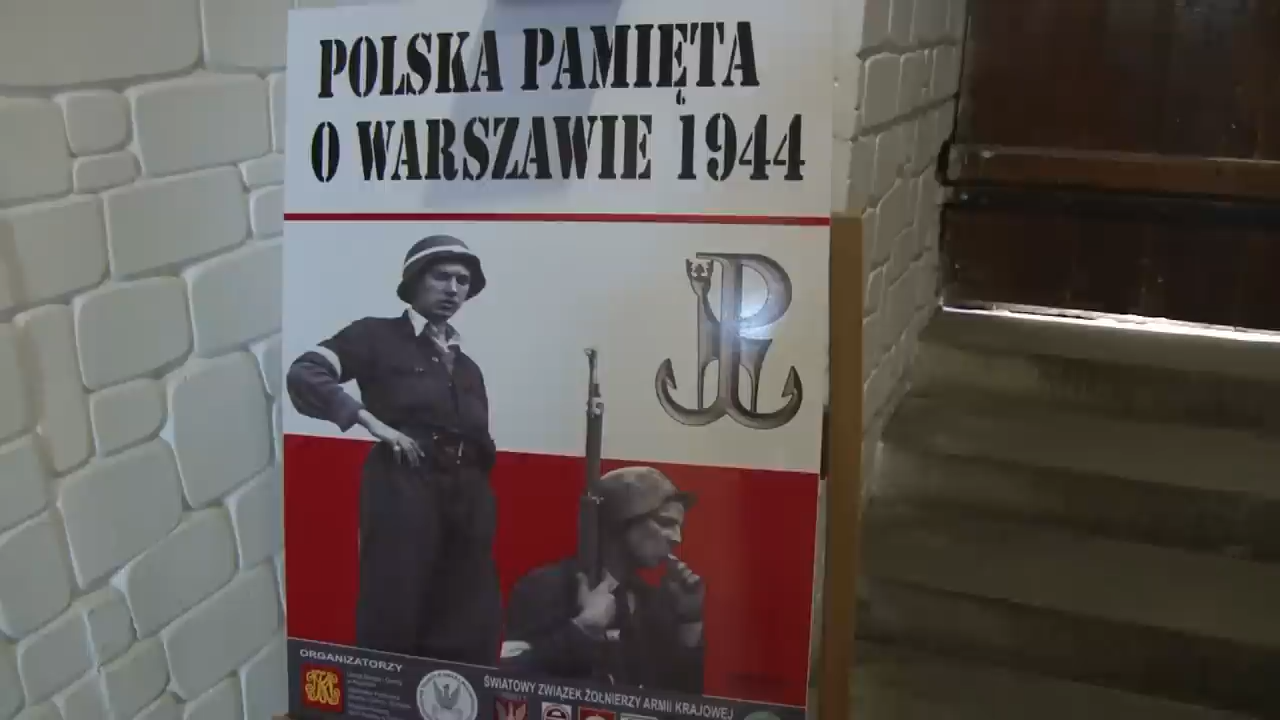 POLSKA PAMIĘTA
O WARSZAWIE 1944
ORGANIZATORZY
ŚWIATOWY ZWIĄZEK ŻOŁNIERZY ARMII KRAJOWEJ